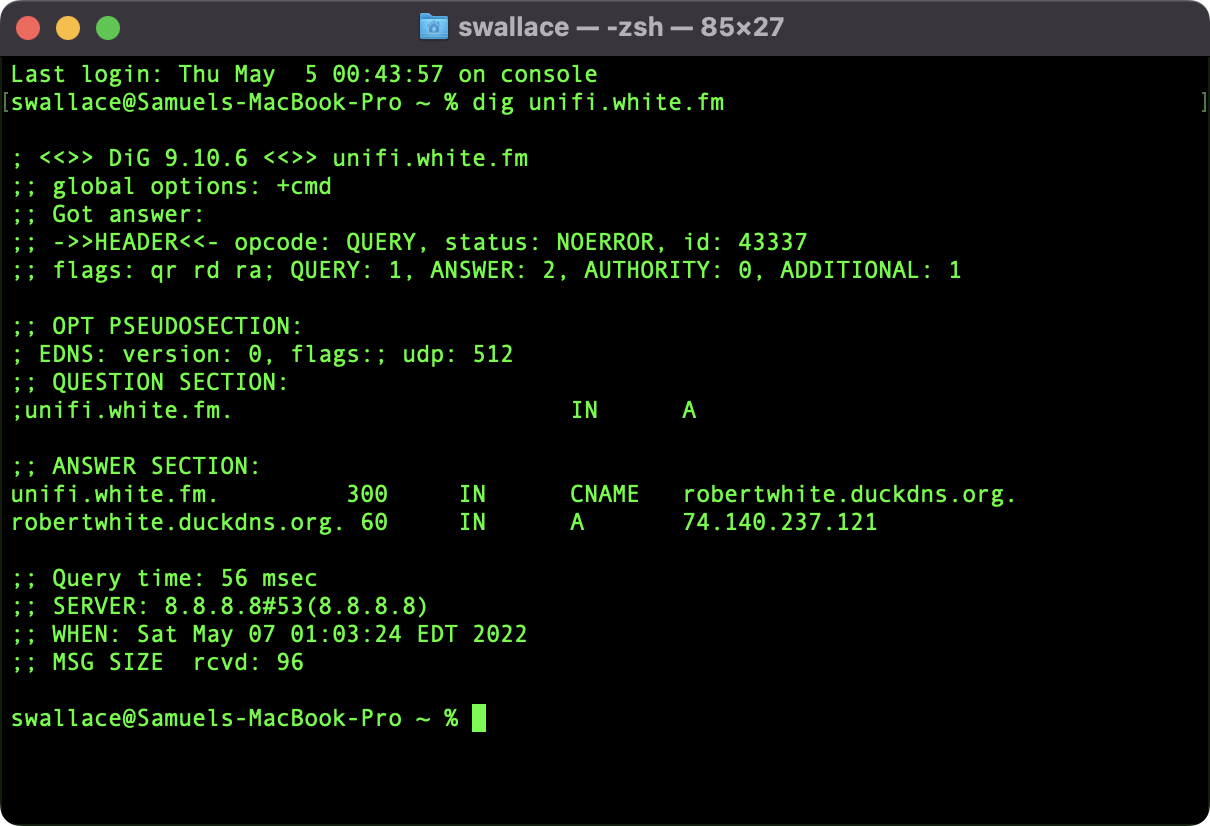 swallace — -zsh — 85×27
Last login: Thu May  5 00:43:57 on console
[swallace@Samuels-MacBook-Pro ~ % dig unifi.white.fm ]
; <<>> DiG 9.10.6 <<>> unifi.white.fm
;; global options: +cmd
;; Got answer:
;; ->>HEADER<<- opcode: QUERY, status: NOERROR, id: 43337
;; flags: qr rd ra; QUERY: 1, ANSWER: 2, AUTHORITY: 0, ADDITIONAL: 1
;; OPT PSEUDOSECTION:
; EDNS: version: 0, flags:; udp: 512
;; QUESTION SECTION:
;unifi.white.fm. IN A
;; ANSWER SECTION:
unifi.white.fm. 300 IN CNAME robertwhite.duckdns.org.
robertwhite.duckdns.org. 60 IN A 74.140.237.121
;; Query time: 56 msec
;; SERVER: 8.8.8.8#53(8.8.8.8)
;; WHEN: Sat May 07 01:03:24 EDT 2022
;; MSG SIZE  rcvd: 96
swallace@Samuels-MacBook-Pro ~ %